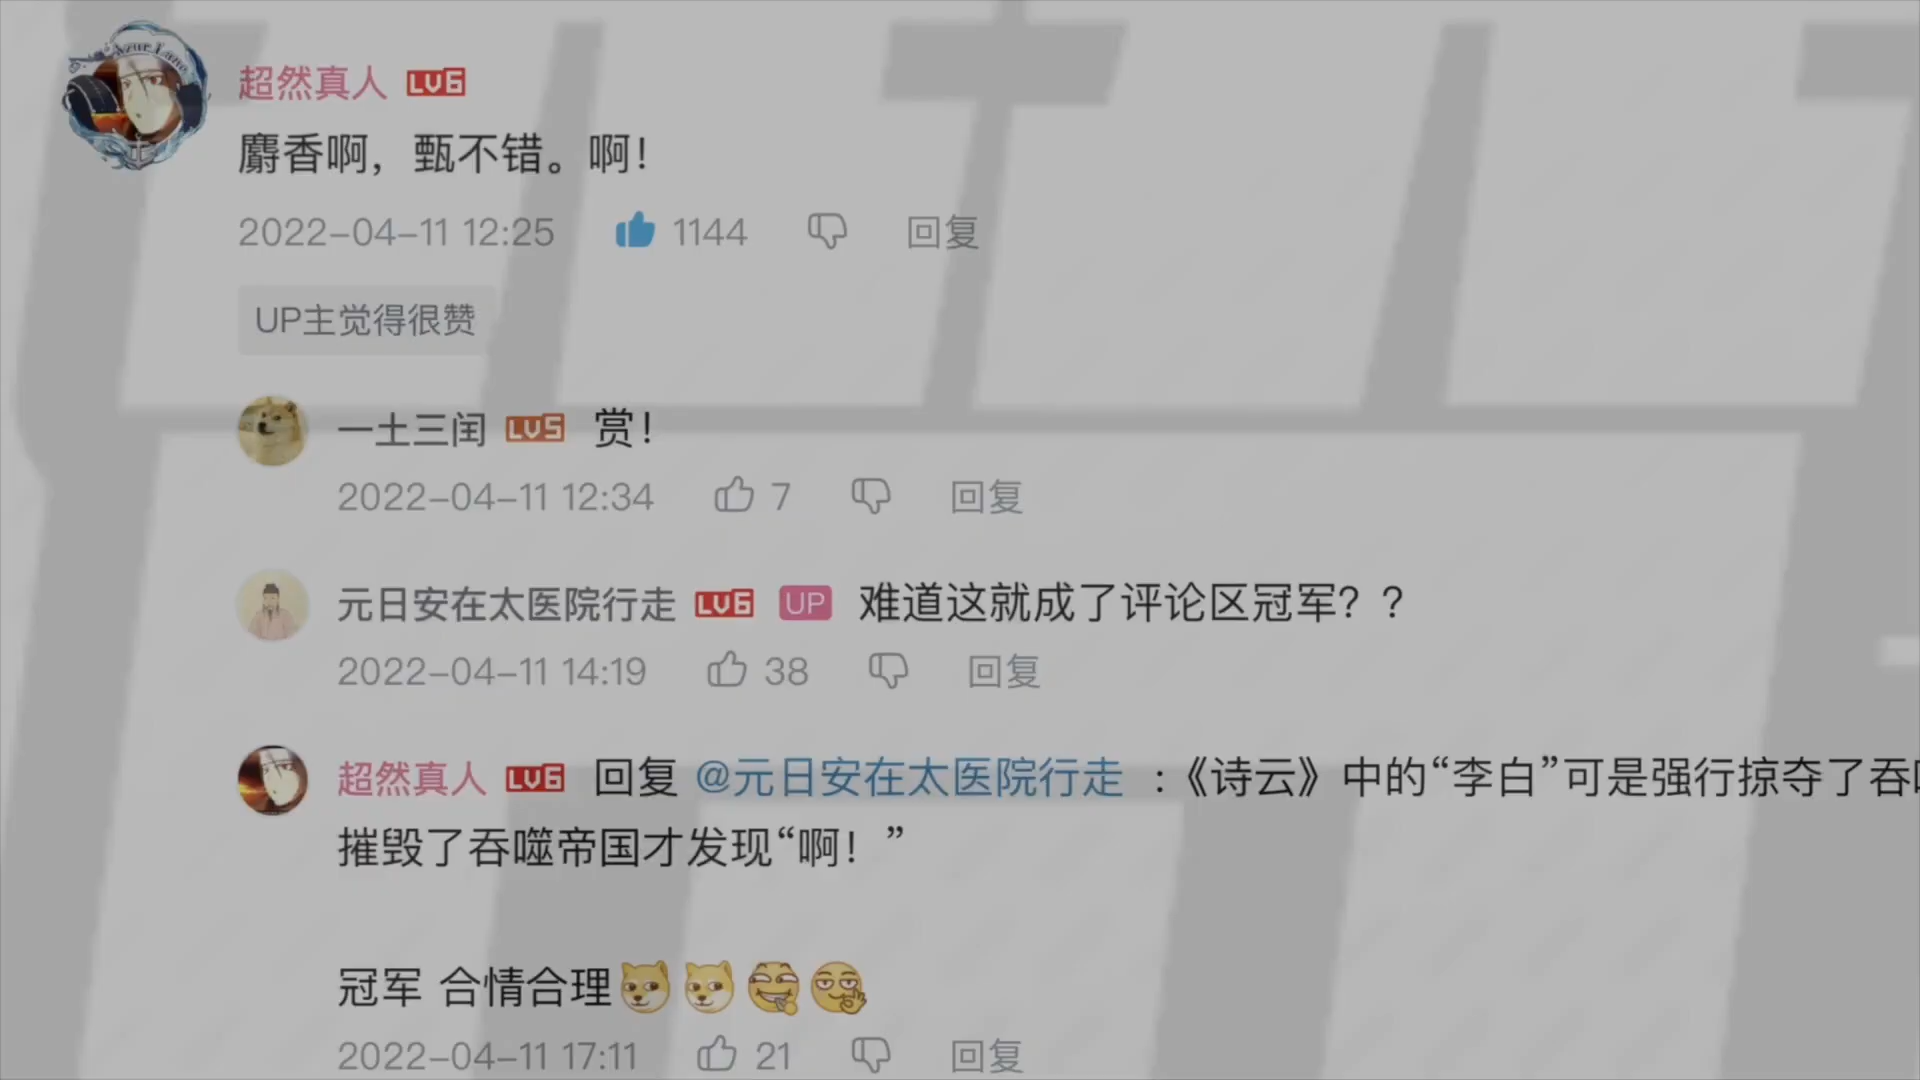 Azur Lane
超然真人 LV6
麝香啊，甄不错。啊！
2022-04-11 12:25 1144 回复
UP主觉得很赞
一土三闰 LV5 赏！
2022-04-11 12:34 7 回复
元日安在太医院行走 LV6 UP 难道这就成了评论区冠军？？
2022-04-11 14:19 38 回复
超然真人 LV6 回复 @元日安在太医院行走 :《诗云》中的“李白”可是强行掠夺了吞
摧毁了吞噬帝国才发现“啊！”
冠军 合情合理
2022-04-11 17:11 21 回复